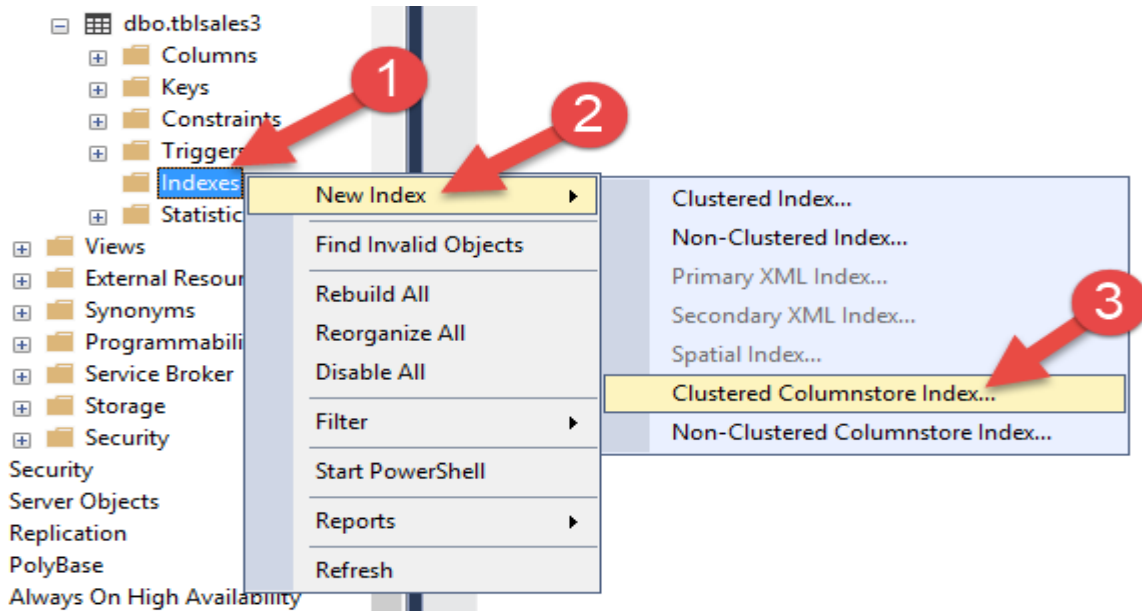 dbo.tblsales3
Columns
Keys
Constraints
Triggers
Indexes
Statistic
Views
External Resour
Synonyms
Programmabili
Service Broker
Storage
Security
Security
Server Objects
Replication
PolyBase
Always On High Availability
1
2
New Index
Find Invalid Objects
Rebuild All
Reorganize All
Disable All
Filter
Start PowerShell
Reports
Refresh
3
Clustered Index...
Non-Clustered Index...
Primary XML Index...
Secondary XML Index...
Spatial Index...
Clustered Columnstore Index...
Non-Clustered Columnstore Index...